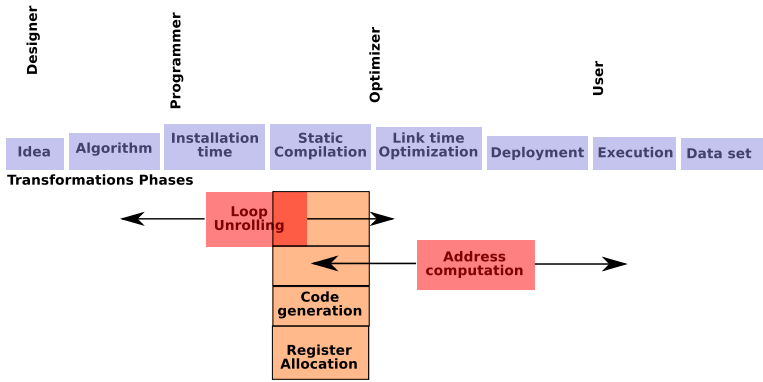 Designer
Programmer
Optimizer
User
Idea
Algorithm
Installation
time
Static
Compilation
Link time
Optimization
Deployment
Execution
Data set
Transformations Phases
Loop
Unrolling
Address
computation
Code
generation
Register
Allocation